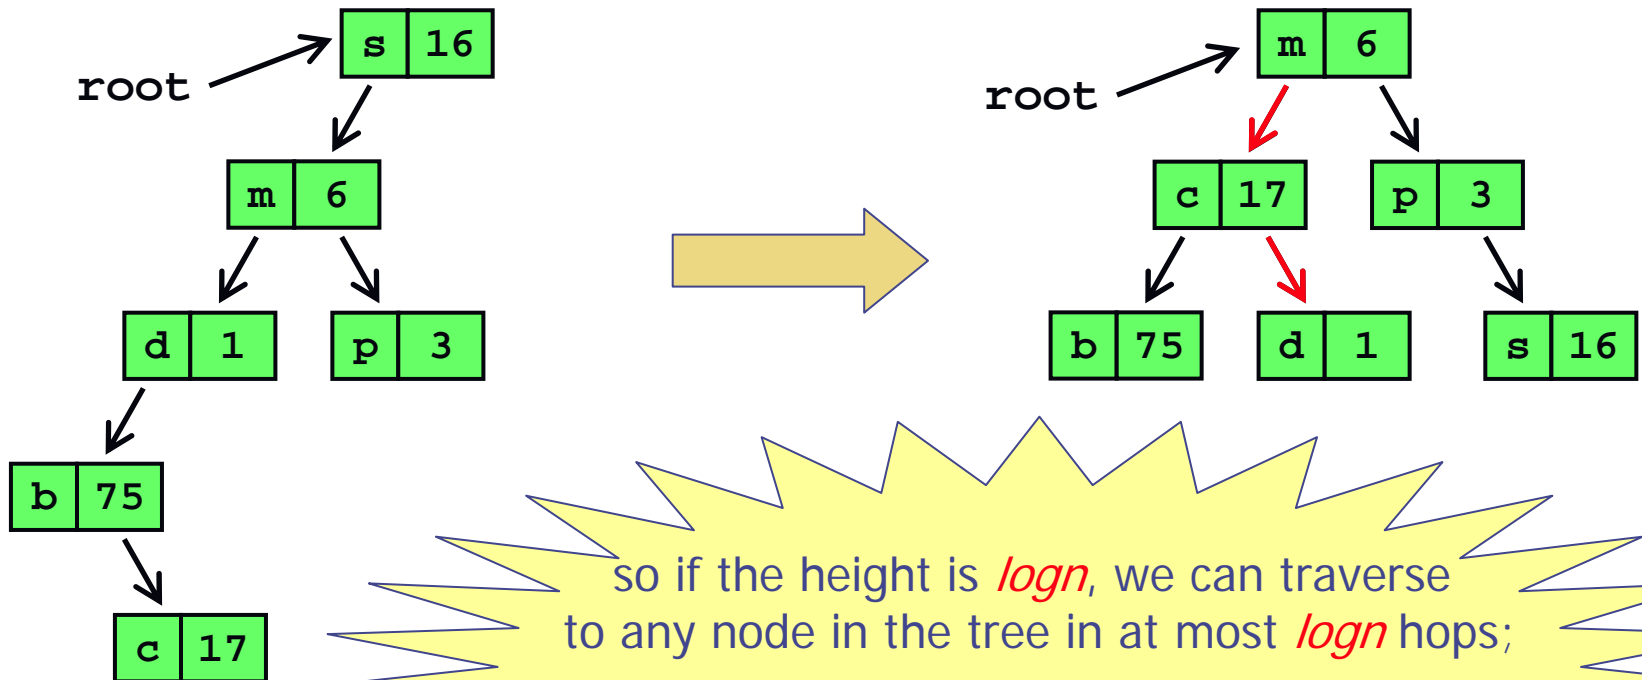 s 16
m 6
root
root
m 6
c 17
p 3
d 1
p 3
b 75
d 1
s 16
b 75
so if the height is logn, we can traverse
to any node in the tree in at most logn hops;
c 17